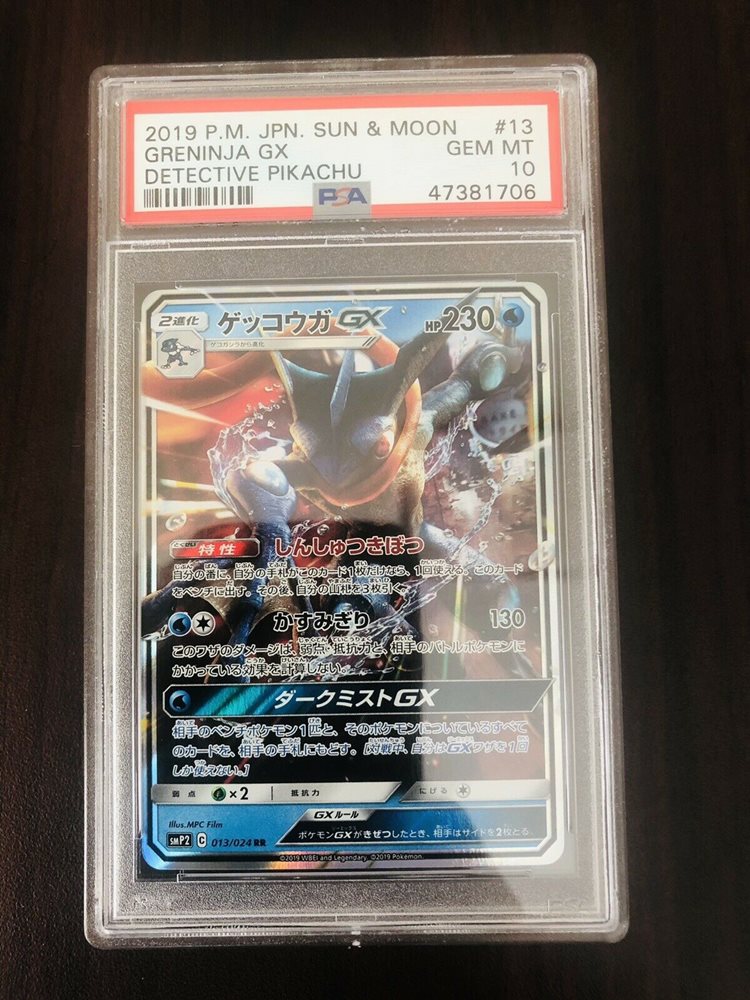 2019 P.M. JPN. SUN & MOON #13
GRENINJA GX GEM MT
DETECTIVE PIKACHU 10
PSA 47381706
2進化 ゲッコウガGX HP230
ゲコガシラから進化
特性 しんしゅつきぼつ
自分の番に、自分の手札がこのカード1枚だけなら、1回使える。このカード
をベンチに出す。その後、自分の山札を3枚引く。
かすみぎり 130
このワザのダメージは、弱点・抵抗力と、相手のバトルポケモンに
かかっている効果を計算しない。
ダークミストGX
相手のベンチポケモン1匹と、そのポケモンについているすべて
のカードを、相手の手札にもどす。[対戦中、自分はGXワザを1回
しか使えない。]
弱点 ×2 抵抗力 にげる
Illus.MPC Film GXルール
ポケモンGXがきぜつしたとき、相手はサイドを2枚とる。
SMP2 C 013/024 RR
©2019 WBEI and Legendary. ©2019 Pokémon.